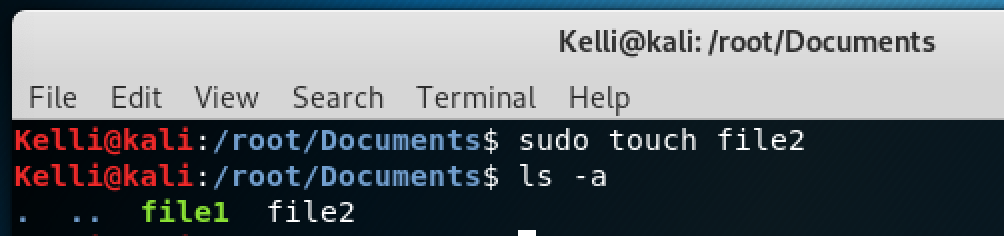 Kelli@kali: /root/Documents
File Edit View Search Terminal Help
Kelli@kali:/root/Documents$ sudo touch file2
Kelli@kali:/root/Documents$ ls -a
. .. file1 file2